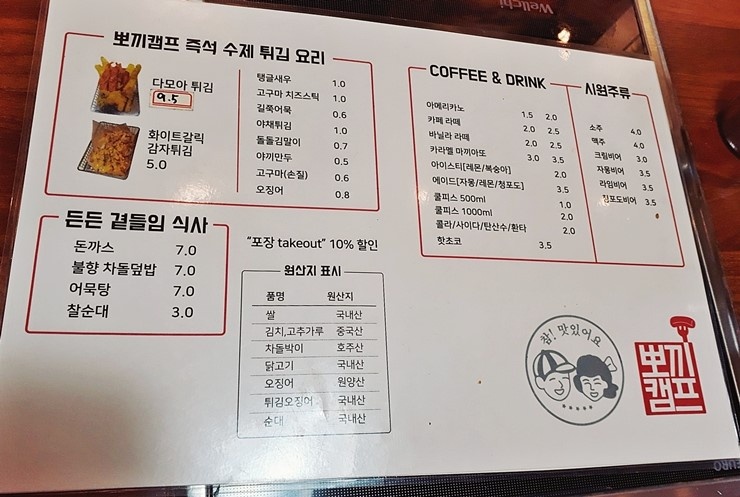 Wellchi
뽀끼캠프 즉석 수제 튀김 요리
다모아 튀김
9.5
화이트갈릭
감자튀김
5.0
탱글새우 1.0
고구마 치즈스틱 1.0
길쭉어묵 0.6
야채튀김 1.0
돌돌김말이 0.7
야끼만두 0.5
고구마(손질) 0.6
오징어 0.8
든든 곁들임 식사
돈까스 7.0
불향 차돌덮밥 7.0
어묵탕 7.0
찰순대 3.0
"포장 takeout" 10% 할인
원산지 표시
품명 원산지
쌀 국내산
김치,고추가루 중국산
차돌박이 호주산
닭고기 국내산
오징어 원양산
튀김오징어 국내산
순대 국내산
COFFEE & DRINK
아메리카노 1.5 2.0
카페 라떼 2.0 2.5
바닐라 라떼 2.5 3.0
카라멜 마끼아또 3.0 3.5
아이스티[레몬/복숭아] 2.0
에이드[자몽/레몬/청포도] 3.5
쿨피스 500ml 1.0
쿨피스 1000ml 2.0
콜라/사이다/탄산수/환타 2.0
핫초코 3.5
시원주류
소주 4.0
맥주 4.0
크림비어 3.0
자몽비어 3.5
라임비어 3.5
청포도비어 3.5
참! 맛있어요
뽀끼
캠프
EURO